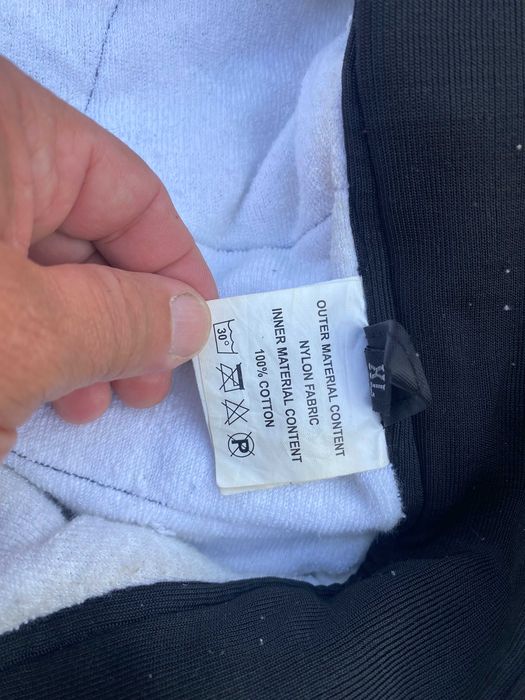 OUTER MATERIAL CONTENT
NYLON FABRIC
INNER MATERIAL CONTENT
100% COTTON
30°
P